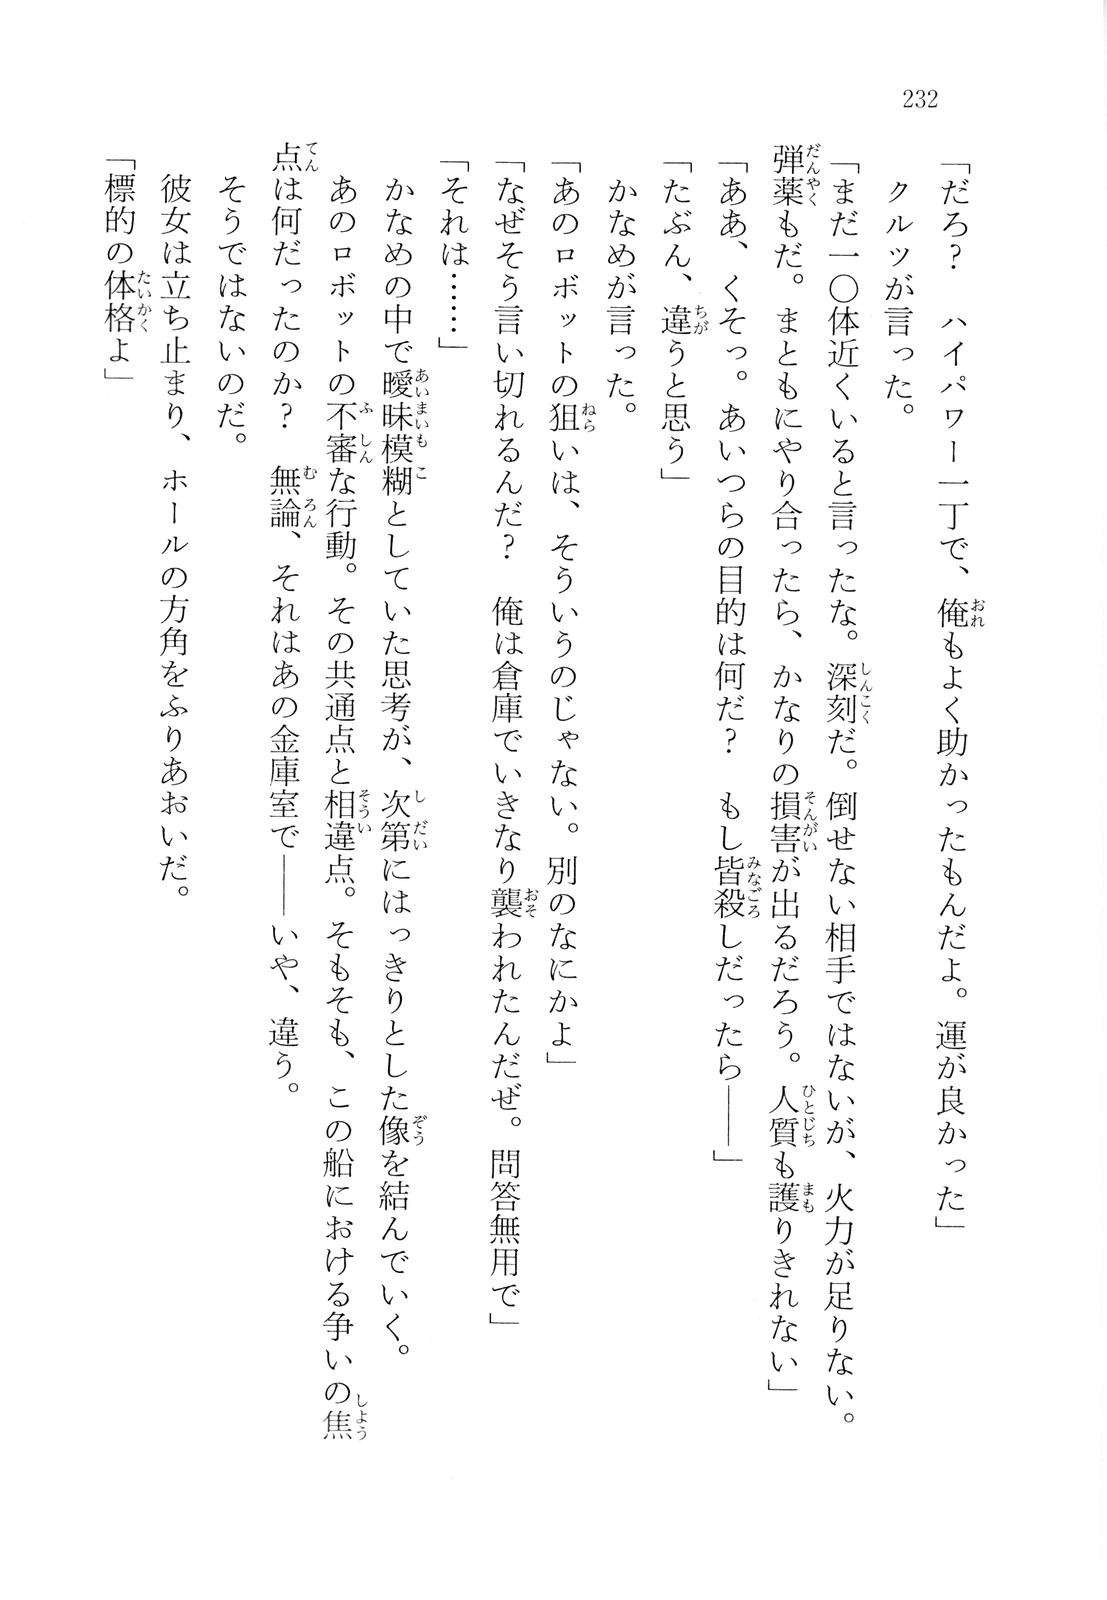 232
「だろ？　ハイパワー一丁で、俺もよく助かったもんだよ。運が良かった」
　クルツが言った。
「まだ一〇体近くいると言ったな。深刻だ。倒せない相手ではないが、火力が足りない。
弾薬もだ。まともにやり合ったら、かなりの損害が出るだろう。人質も護りきれない」
「ああ、くそっ。あいつらの目的は何だ？　もし皆殺しだったら――」
「たぶん、違うと思う」
　かなめが言った。
「あのロボットの狙いは、そういうのじゃない。別のなにかよ」
「なぜそう言い切れるんだ？　俺は倉庫でいきなり襲われたんだぜ。問答無用で」
「それは……」
　かなめの中で曖昧模糊としていた思考が、次第にはっきりとした像を結んでいく。
　あのロボットの不審な行動。その共通点と相違点。そもそも、この船における争いの焦
点は何だったのか？　無論、それはあの金庫室で――いや、違う。
　そうではないのだ。
　彼女は立ち止まり、ホールの方角をふりあおいだ。
「標的の体格よ」